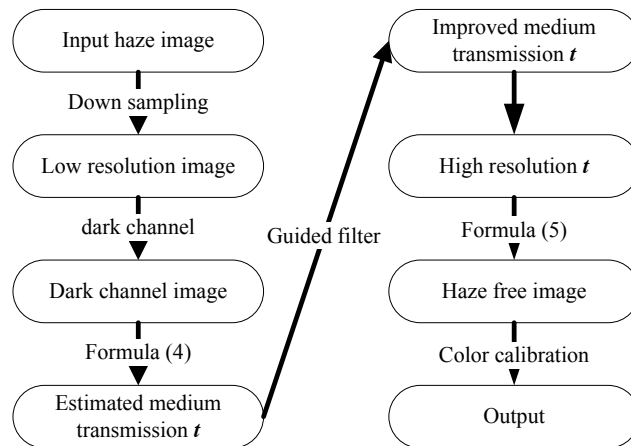 Input haze image
Down sampling
Low resolution image
dark channel
Dark channel image
Formula (4)
Estimated medium
transmission t
Guided filter
Improved medium
transmission t
High resolution t
Formula (5)
Haze free image
Color calibration
Output